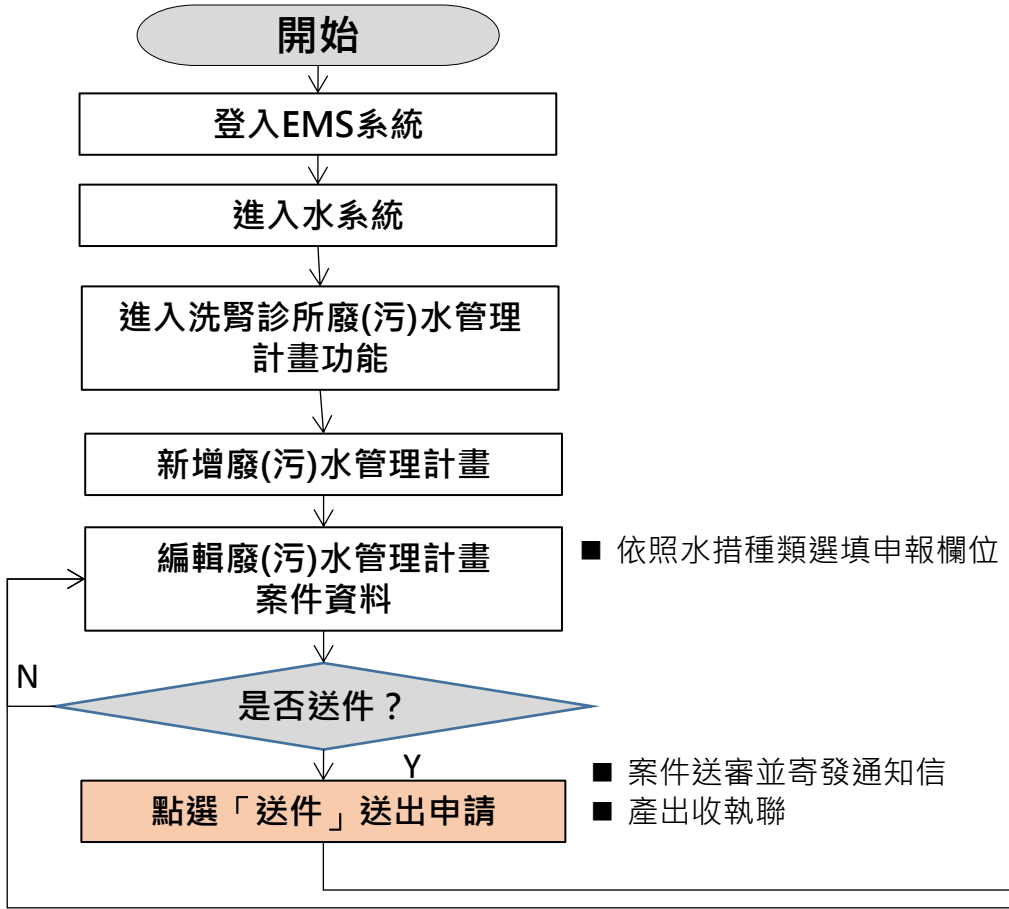 開始
登入EMS系統
進入水系統
進入洗腎診所廢(污)水管理
計畫功能
新增廢(污)水管理計畫
編輯廢(污)水管理計畫
案件資料
■ 依照水措種類選填申報欄位
N
是否送件？
Y
點選「送件」送出申請
■ 案件送審並寄發通知信
■ 產出收執聯